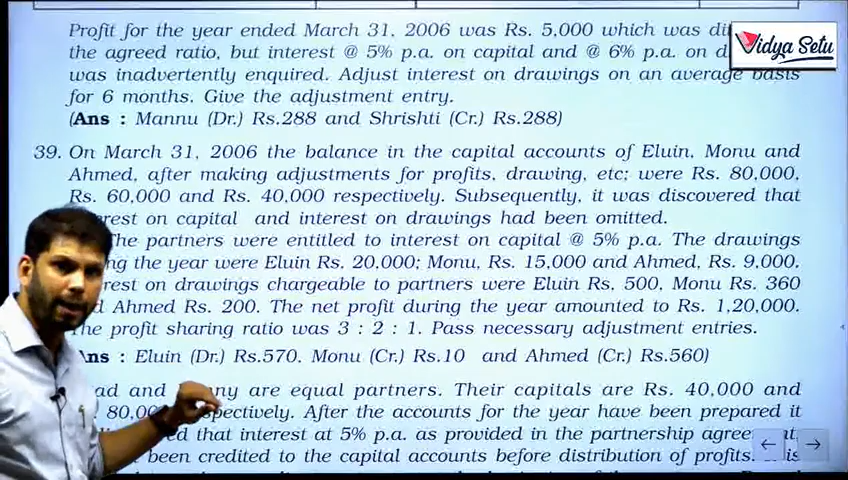 Profit for the year ended March 31, 2006 was Rs. 5,000 which was
the agreed ratio, but interest @ 5% p.a. on capital and @ 6% p.a. on
was inadvertently enquired. Adjust interest on drawings on an average basis
for 6 months. Give the adjustment entry.
(Ans : Mannu (Dr.) Rs.288 and Shrishti (Cr.) Rs.288)
Vidya Setu
39. On March 31, 2006 the balance in the capital accounts of Eluin, Monu and
Ahmed, after making adjustments for profits, drawing, etc; were Rs. 80,000,
Rs. 60,000 and Rs. 40,000 respectively. Subsequently, it was discovered that
on capital and interest on drawings had been omitted.
The partners were entitled to interest on capital @ 5% p.a. The drawings
the year were Eluin Rs. 20.000; Monu, Rs. 15,000 and Ahmed, Rs. 9,000.
on drawings chargeable to partners were Eluin Rs. 500, Monu Rs. 360
Ahmed Rs. 200. The net profit during the year amounted to Rs. 1,20,000.
The profit sharing ratio was 3 : 2 : 1. Pass necessary adjustment entries.
: Eluin (Dr.) Rs.570. Monu (Cr.) Rs.10 and Ahmed (Cr.) Rs.560)
and are equal partners. Their capitals are Rs. 40,000 and
After the accounts for the year have been prepared it
that interest at 5% p.a. as provided in the partnership
been credited to the capital accounts before distribution of profits.